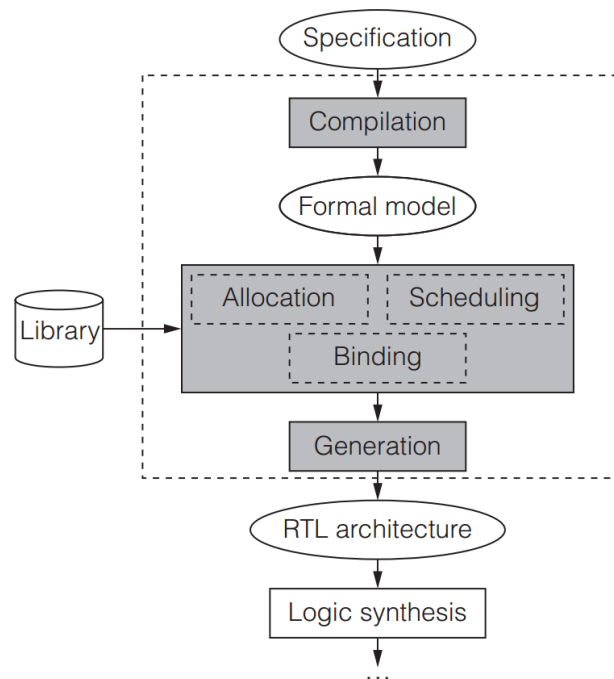 Specification
Compilation
Formal model
Allocation
Scheduling
Library
Binding
Generation
RTL architecture
Logic synthesis
...